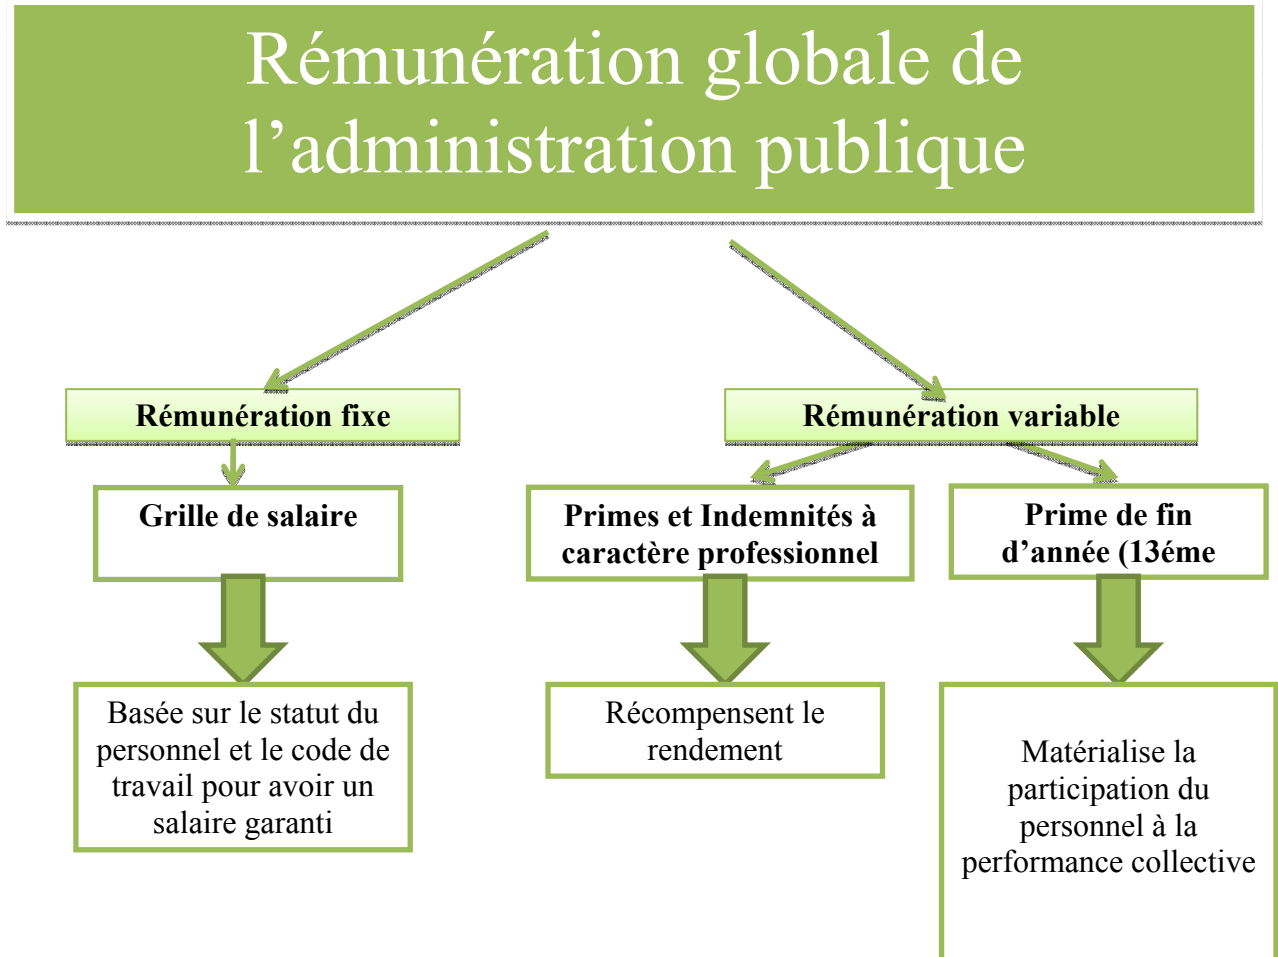 Rémunération globale de
l'administration publique
Rémunération fixe
Rémunération variable
Grille de salaire
Primes et Indemnités à
caractère professionnel
Prime de fin
d'année (13éme
Basée sur le statut du
personnel et le code de
travail pour avoir un
salaire garanti
Récompensent le
rendement
Matérialise la
participation du
personnel à la
performance collective